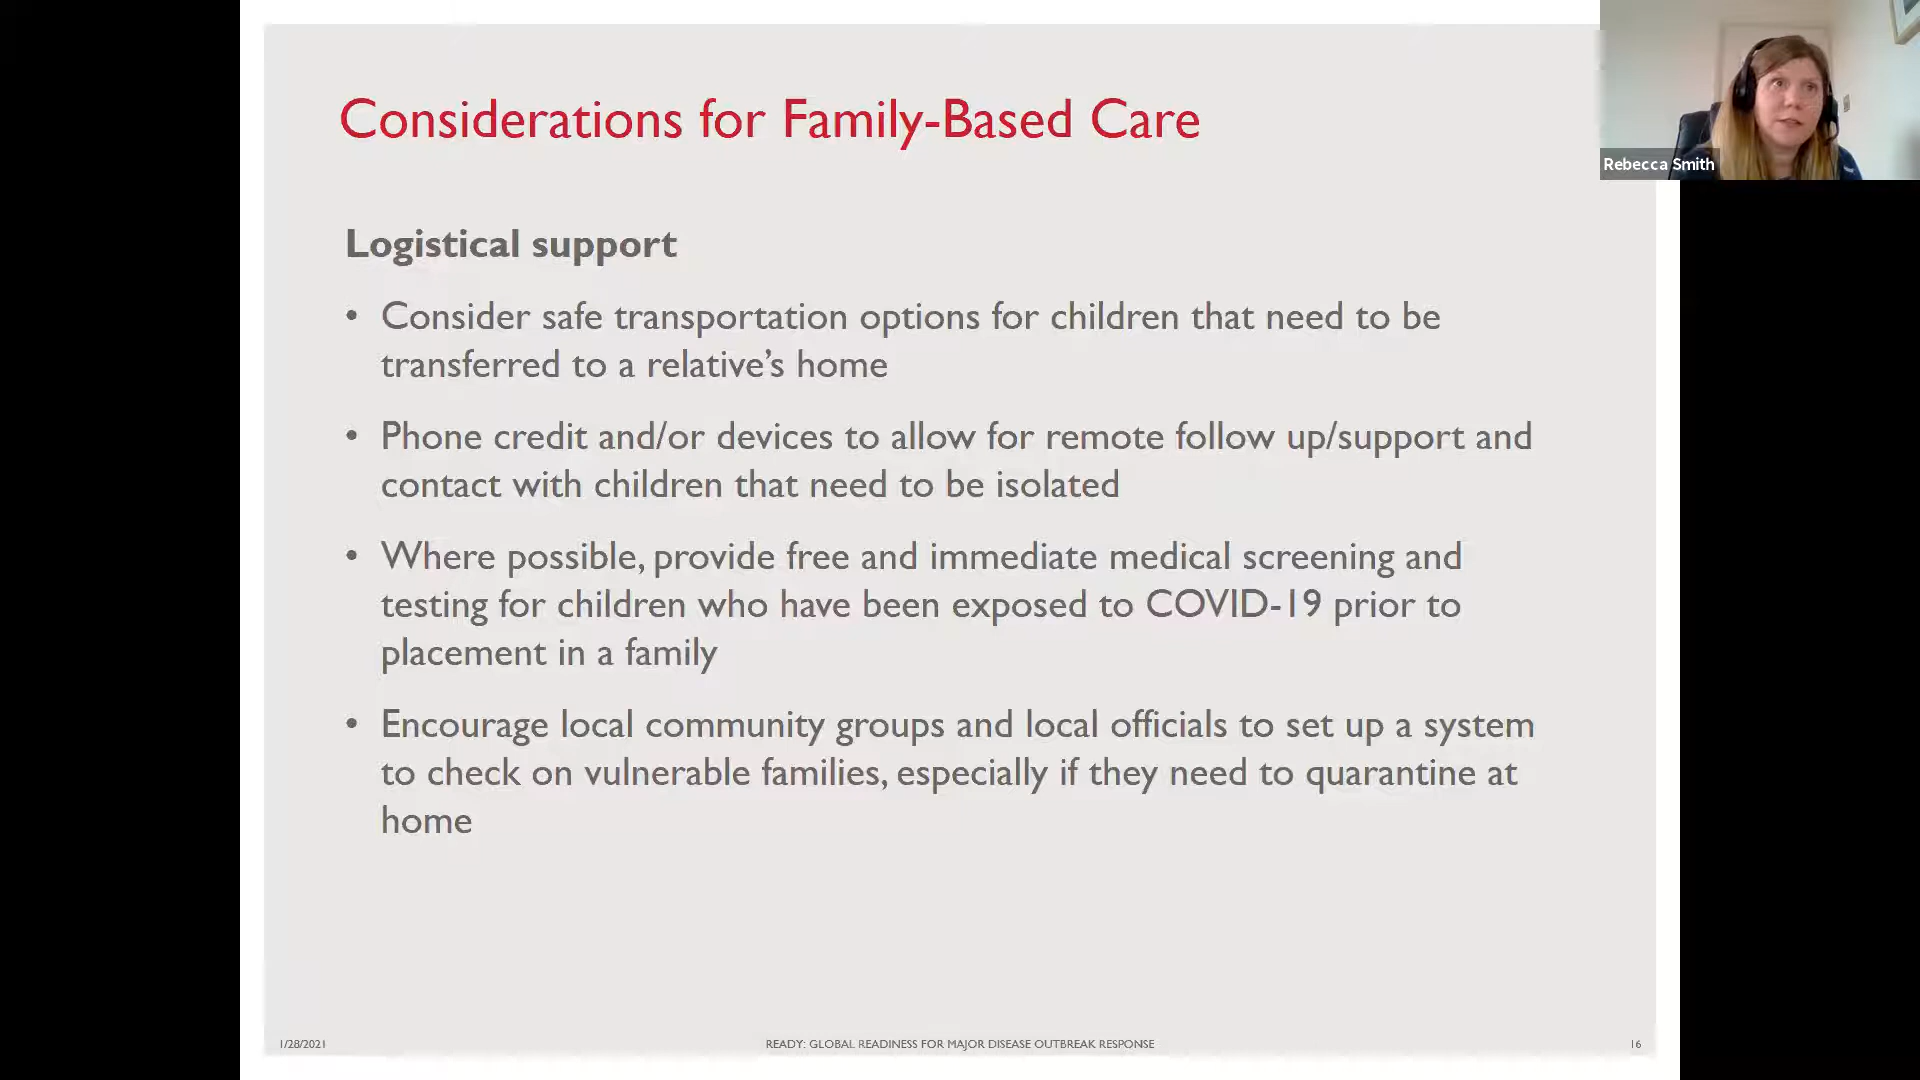 Considerations for Family-Based Care
Rebecca Smith
Logistical support
• Consider safe transportation options for children that need to be
transferred to a relative’s home
• Phone credit and/or devices to allow for remote follow up/support and
contact with children that need to be isolated
• Where possible, provide free and immediate medical screening and
testing for children who have been exposed to COVID-19 prior to
placement in a family
• Encourage local community groups and local officials to set up a system
to check on vulnerable families, especially if they need to quarantine at
home
1/28/2021
READY: GLOBAL READINESS FOR MAJOR DISEASE OUTBREAK RESPONSE
16